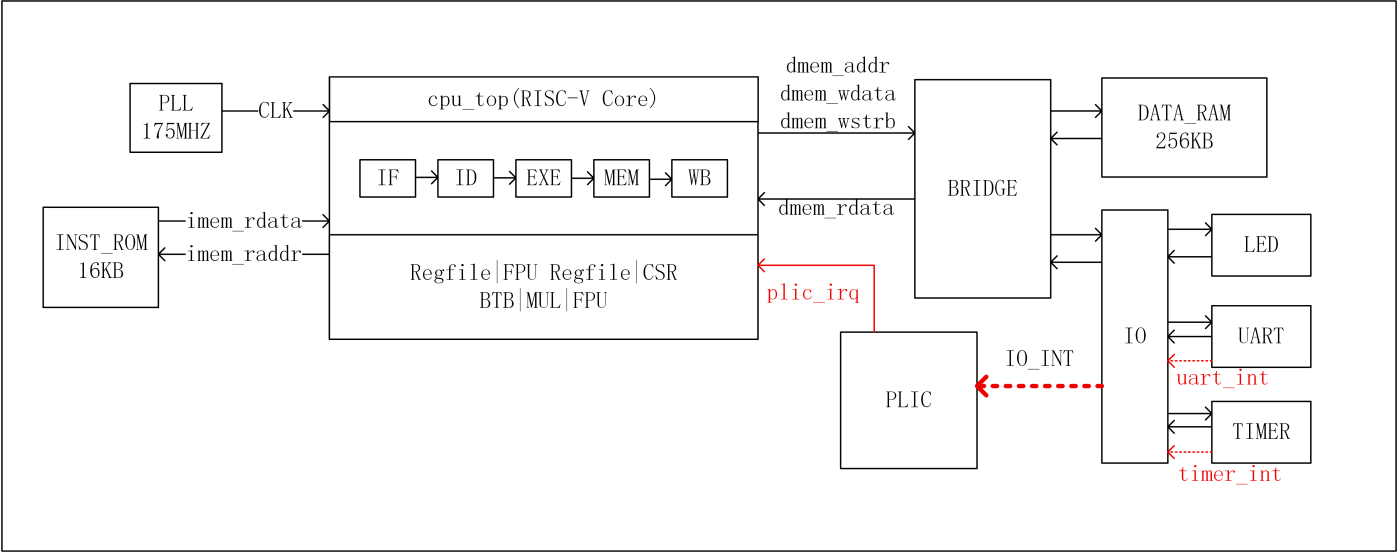 PLL
175MHZ
CLK
cpu_top(RISC-V Core)
IF
ID
EXE
MEM
WB
INST_ROM
16KB
imem_rdata
imem_raddr
Regfile|FPU Regfile|CSR
BTB|MUL|FPU
dmem_addr
dmem_wdata
dmem_wstrb
dmem_rdata
plic_irq
BRIDGE
DATA_RAM
256KB
PLIC
IO_INT
IO
LED
UART
uart_int
TIMER
timer_int